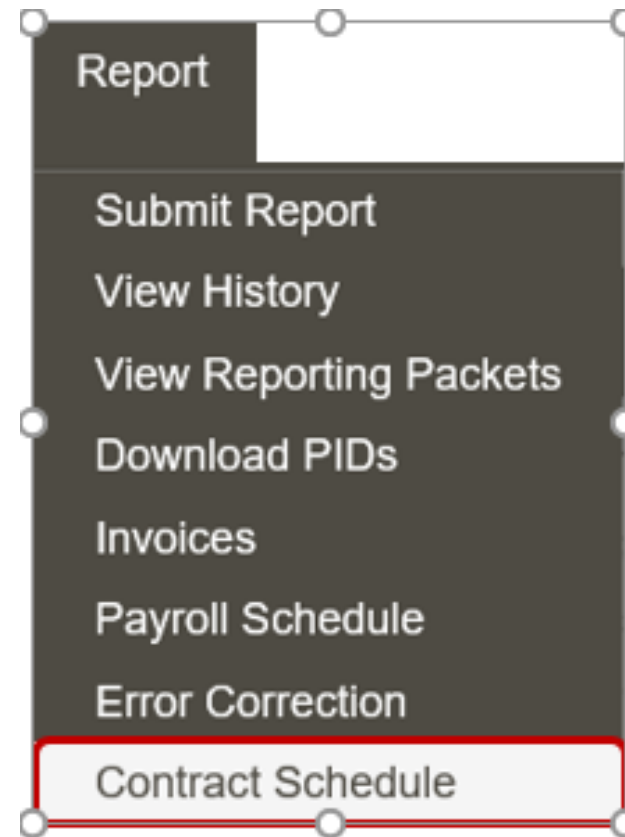 Report
Submit Report
View History
View Reporting Packets
Download PIDs
Invoices
Payroll Schedule
Error Correction
Contract Schedule